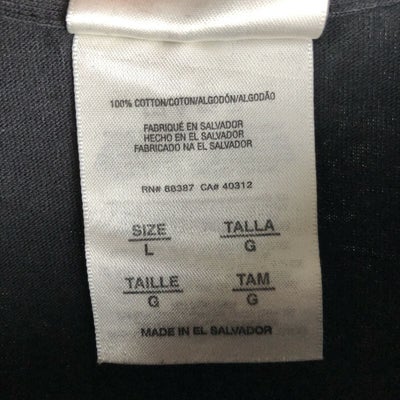 100% COTTON/COTON/ALGODÓN/ALGODÃO
FABRIQUÉ EN SALVADOR
HECHO EN EL SALVADOR
FABRICADO NA EL SALVADOR
RN# 88387 CA# 40312
SIZE TALLA
L G
TAILLE TAM
G G
MADE IN EL SALVADOR